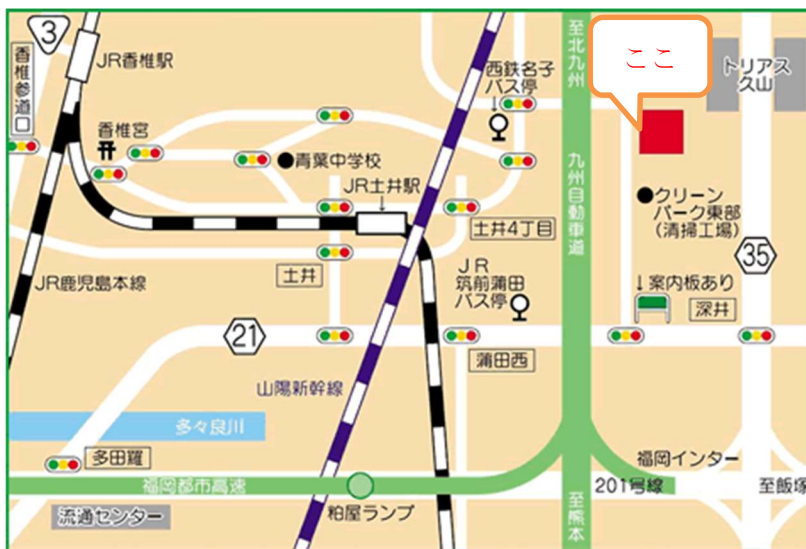 3
香椎参道口
JR香椎駅
香椎宮
青葉中学校
JR土井駅
西鉄名子
バス停
至北九州
ここ
トリアス
久山
九州自動車道
クリーン
パーク東部
(清掃工場)
土井4丁目
35
土井
JR
筑前蒲田
バス停
案内板あり
深井
JR鹿児島本線
21
蒲田西
山陽新幹線
多々良川
多田羅
福岡インター
福岡都市高速
201号線
至飯塚
至熊本
流通センター
粕屋ランプ